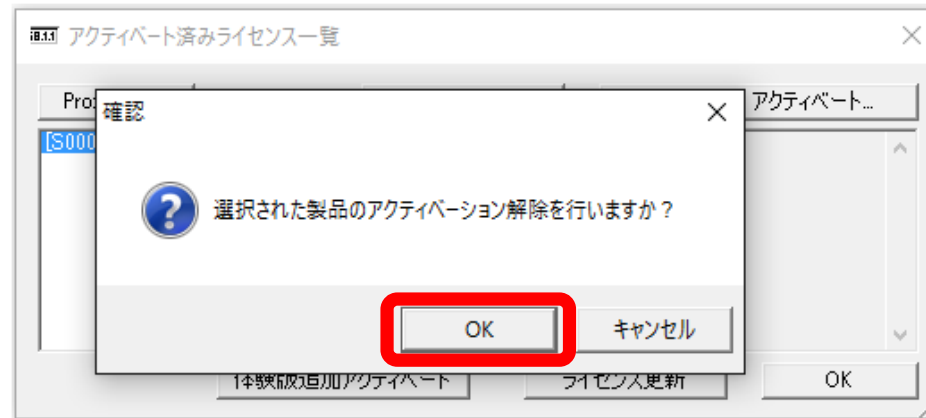 アクティベート済みライセンス一覧
アクティベート...
確認
[S000
選択された製品のアクティベーション解除を行いますか？
OK
キャンセル
体験版追加アクティベート
ライセンス更新
OK